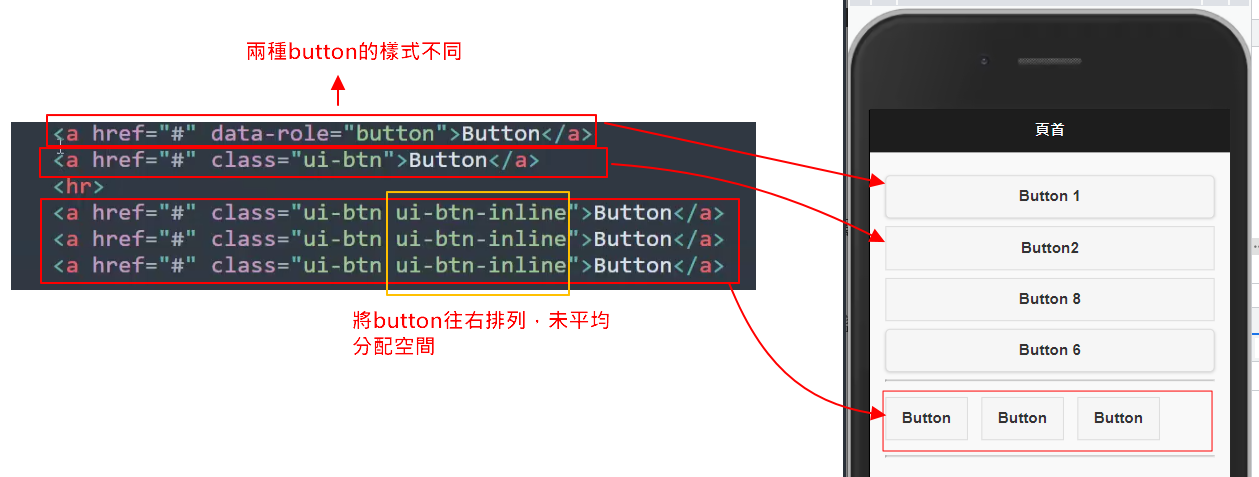 兩種button的樣式不同
<a href="#" data-role="button">Button</a>
<a href="#" class="ui-btn">Button</a>
<hr>
<a href="#" class="ui-btn ui-btn-inline">Button</a>
<a href="#" class="ui-btn ui-btn-inline">Button</a>
<a href="#" class="ui-btn ui-btn-inline">Button</a>
將button往右排列，未平均
分配空間
頁首
Button 1
Button2
Button 8
Button 6
Button Button Button